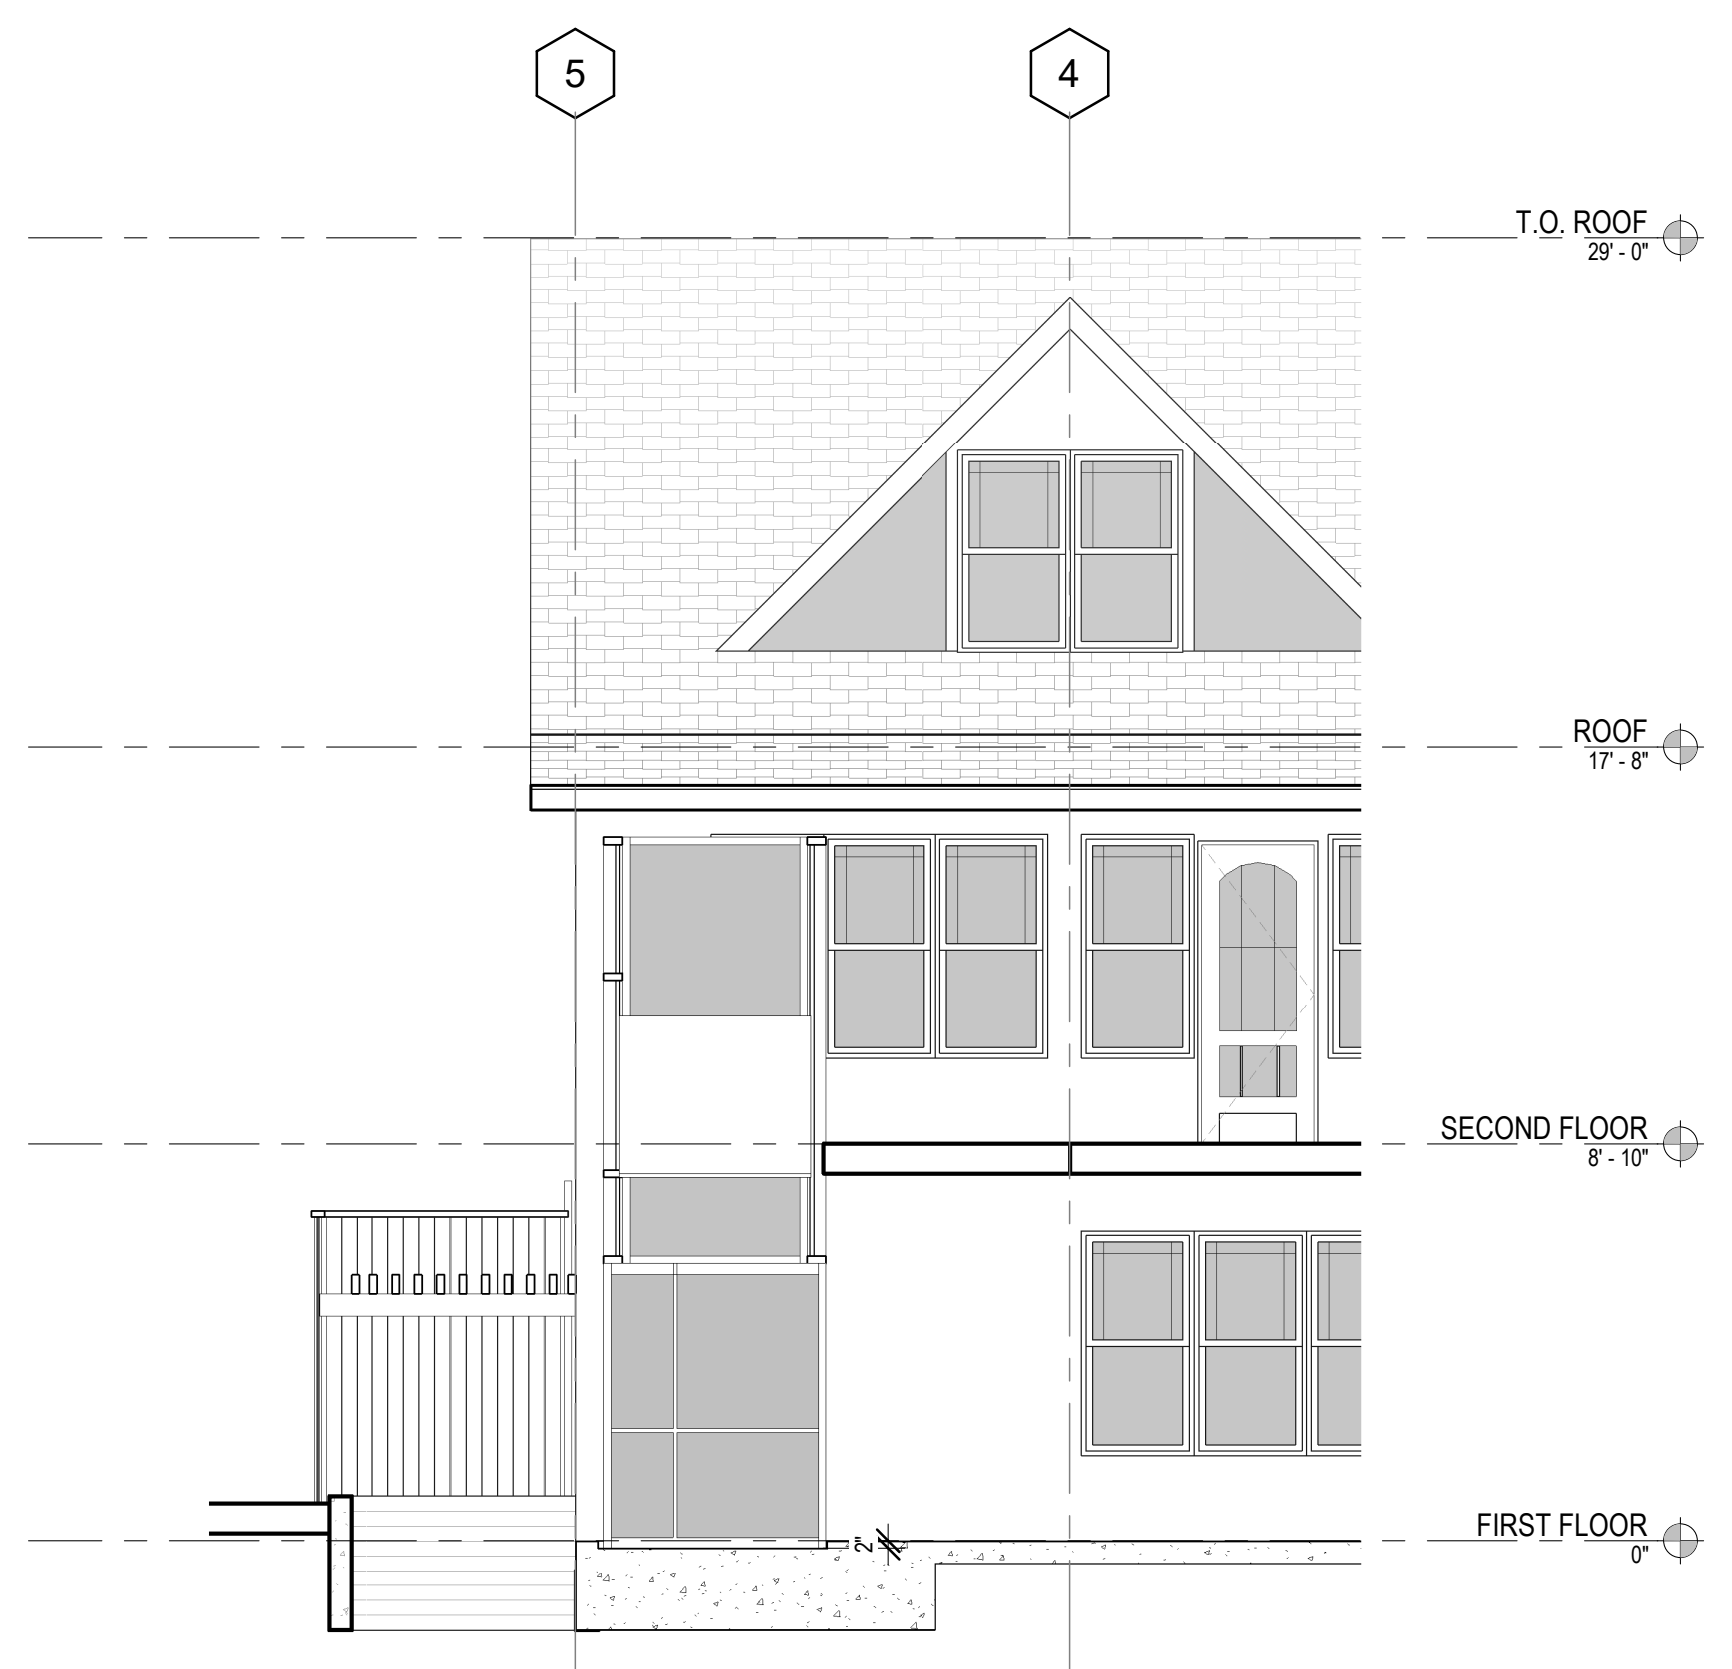 5
4
T.O. ROOF
29' - 0"
ROOF
17' - 8"
SECOND FLOOR
8' - 10"
FIRST FLOOR
0"
2"